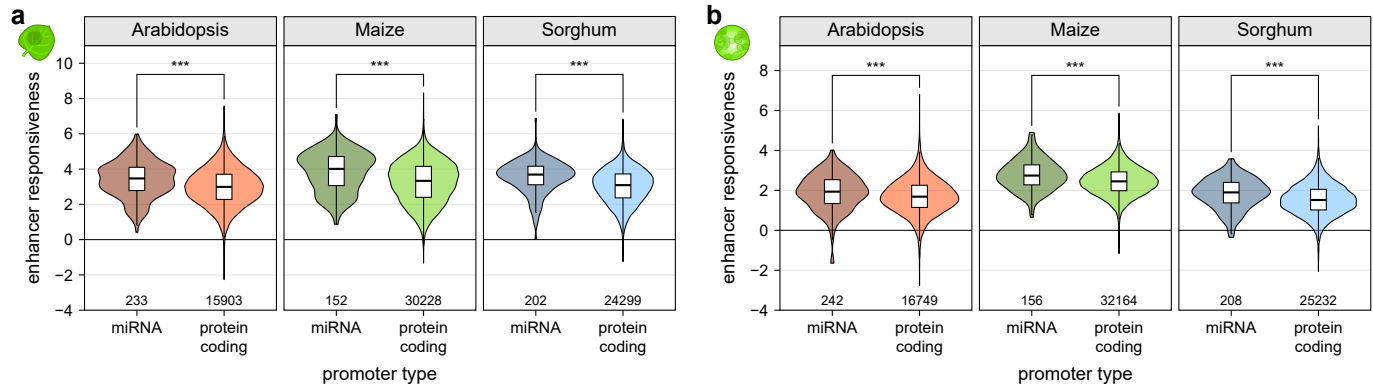 a
Arabidopsis
Maize
Sorghum
enhancer responsiveness
10
8
6
4
2
0
−2
−4
***
***
***
233
15903
152
30228
202
24299
miRNA
protein
coding
miRNA
protein
coding
miRNA
protein
coding
promoter type
b
Arabidopsis
Maize
Sorghum
enhancer responsiveness
8
6
4
2
0
−2
−4
***
***
***
242
16749
156
32164
208
25232
miRNA
protein
coding
miRNA
protein
coding
miRNA
protein
coding
promoter type